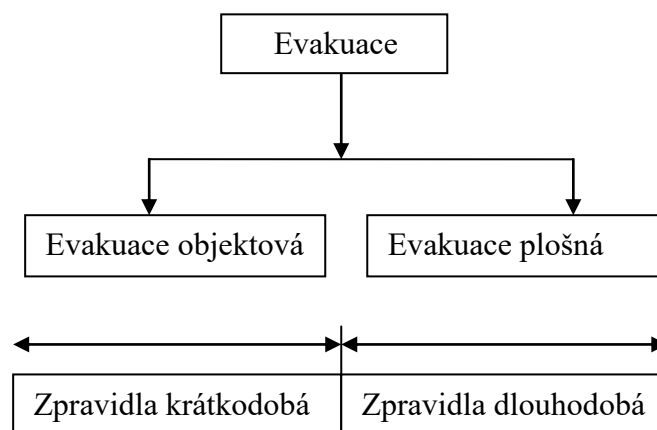 Evakuace
Evakuace objektová
Evakuace plošná
Zpravidla krátkodobá
Zpravidla dlouhodobá